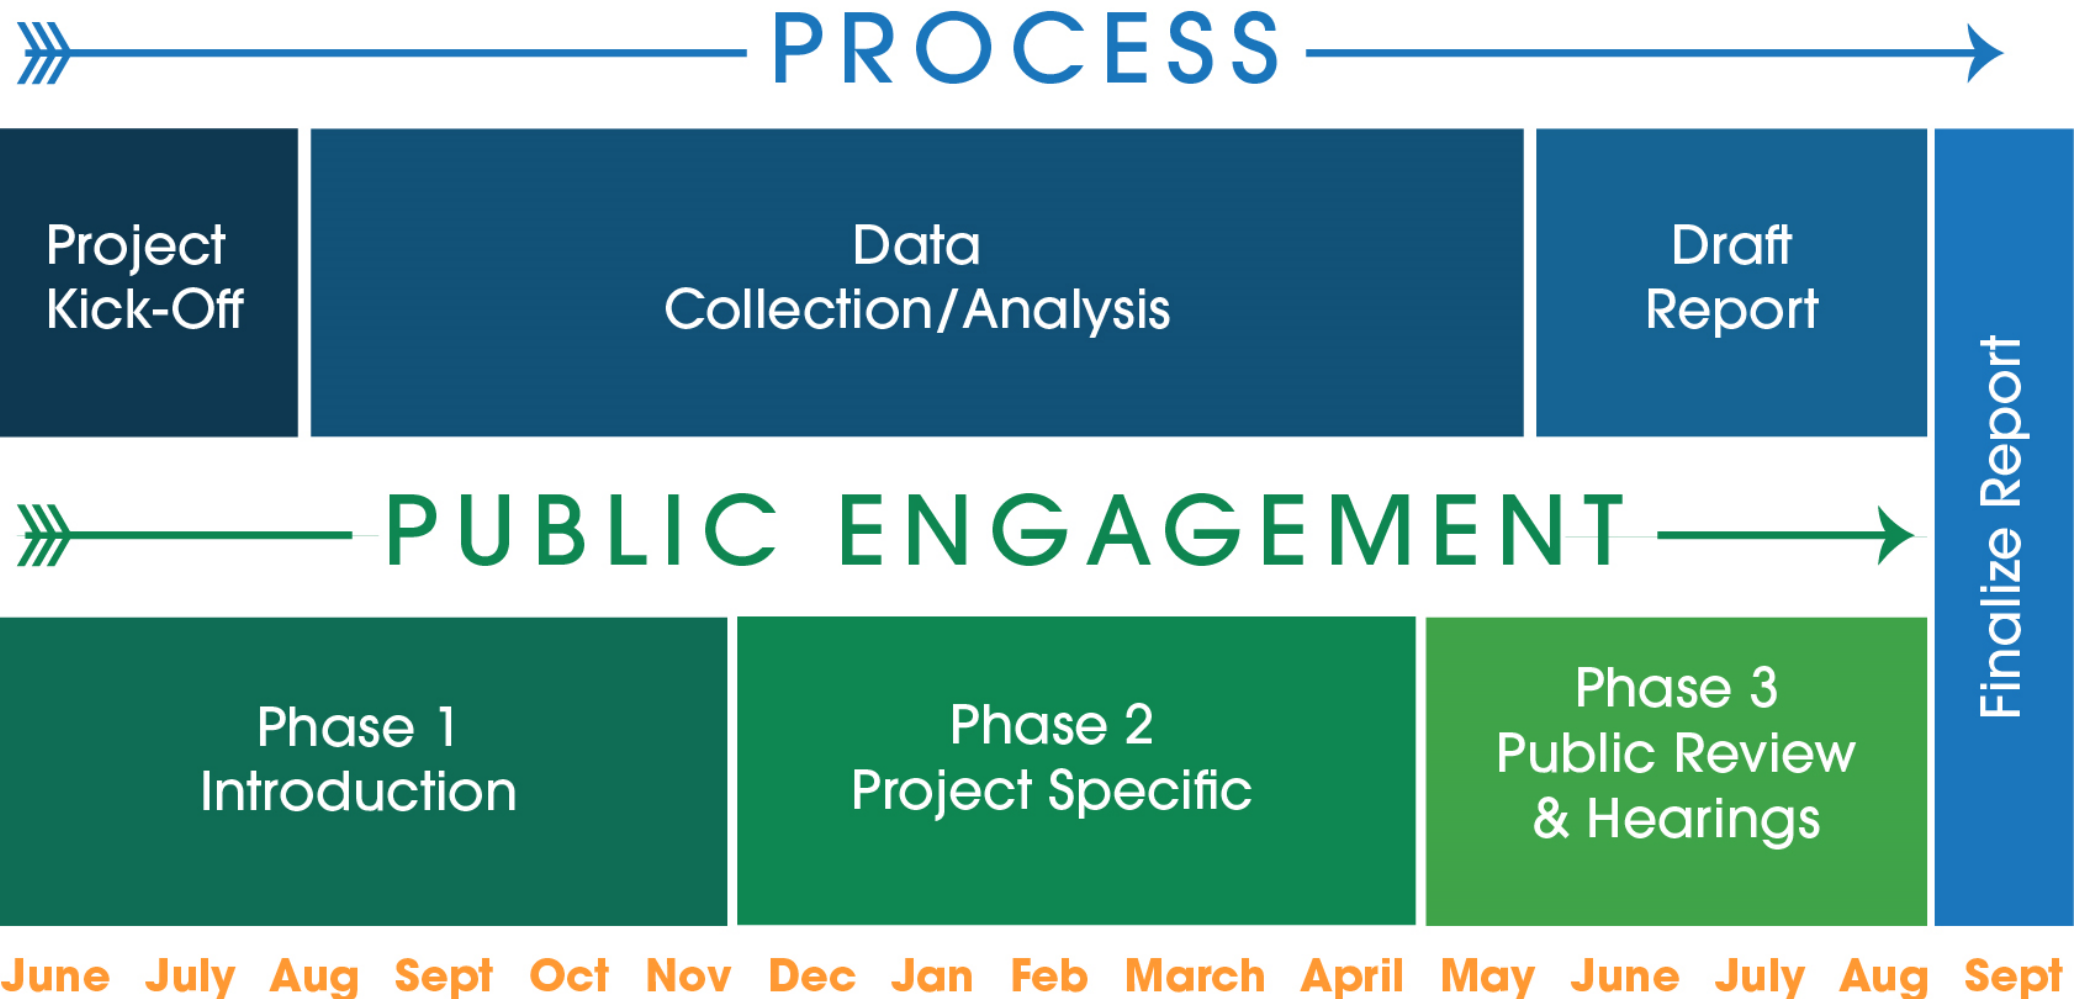 PROCESS
Project
Kick-Off
Data
Collection/Analysis
Draft
Report
Finalize Report
PUBLIC ENGAGEMENT
Phase 1
Introduction
Phase 2
Project Specific
Phase 3
Public Review
& Hearings
June July Aug Sept Oct Nov Dec Jan Feb March April May June July Aug Sept